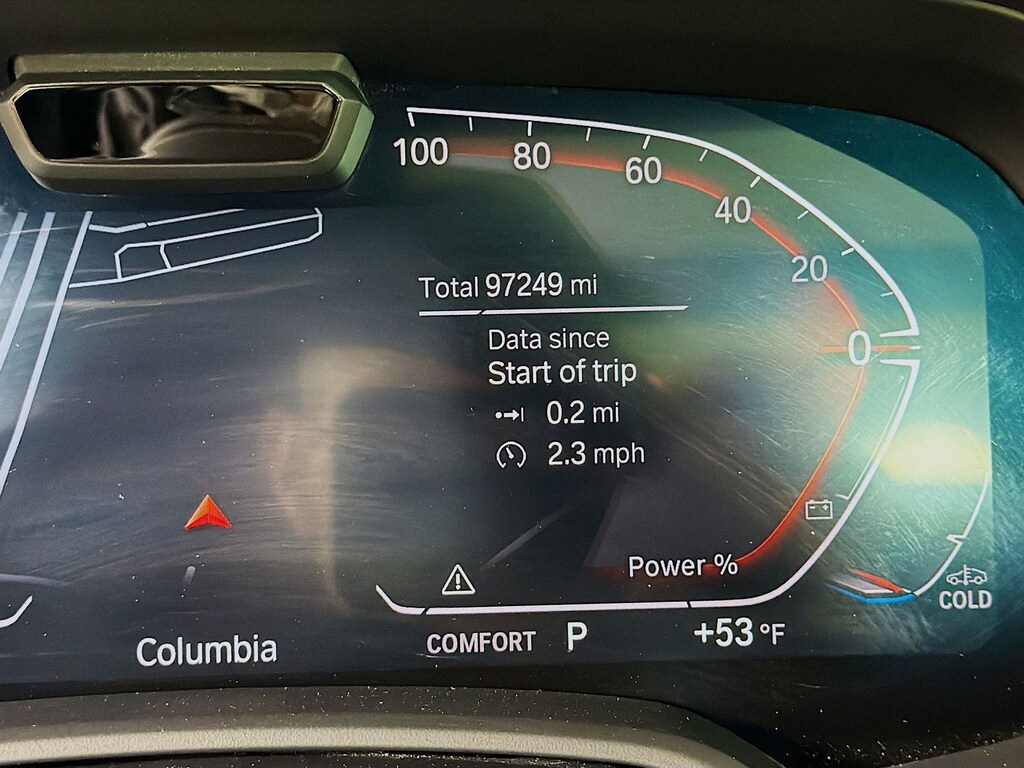 100
80
60
40
20
0
Total 97249 mi
Data since
Start of trip
0.2 mi
2.3 mph
Power %
COLD
COMFORT P +53 °F
Columbia